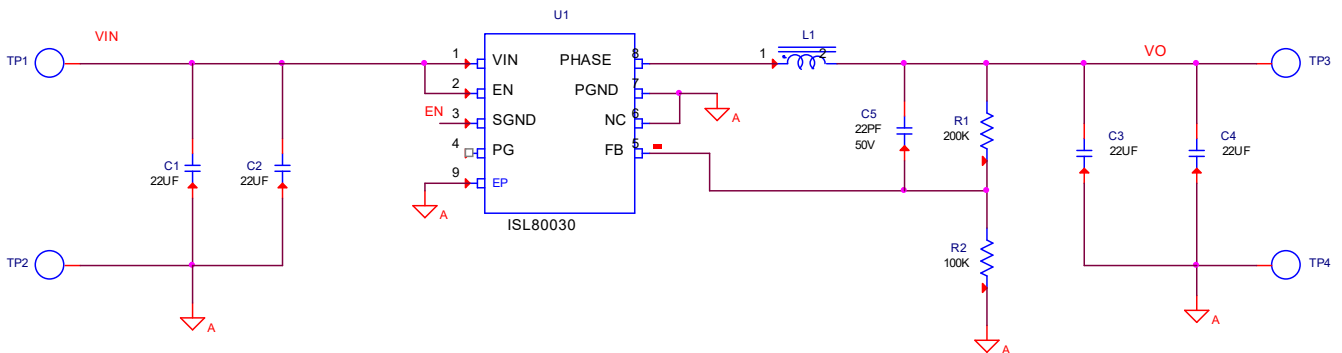 U1
TP1
VIN
1
VIN
PHASE
8
1
L1
2
VO
TP3
2
EN
PGND
7
A
EN
3
SGND
NC
6
C5
22PF
50V
R1
200K
C3
22UF
C4
22UF
4
PG
FB
5
C1
22UF
C2
22UF
9
EP
A
ISL80030
TP2
R2
100K
TP4
A
A
A